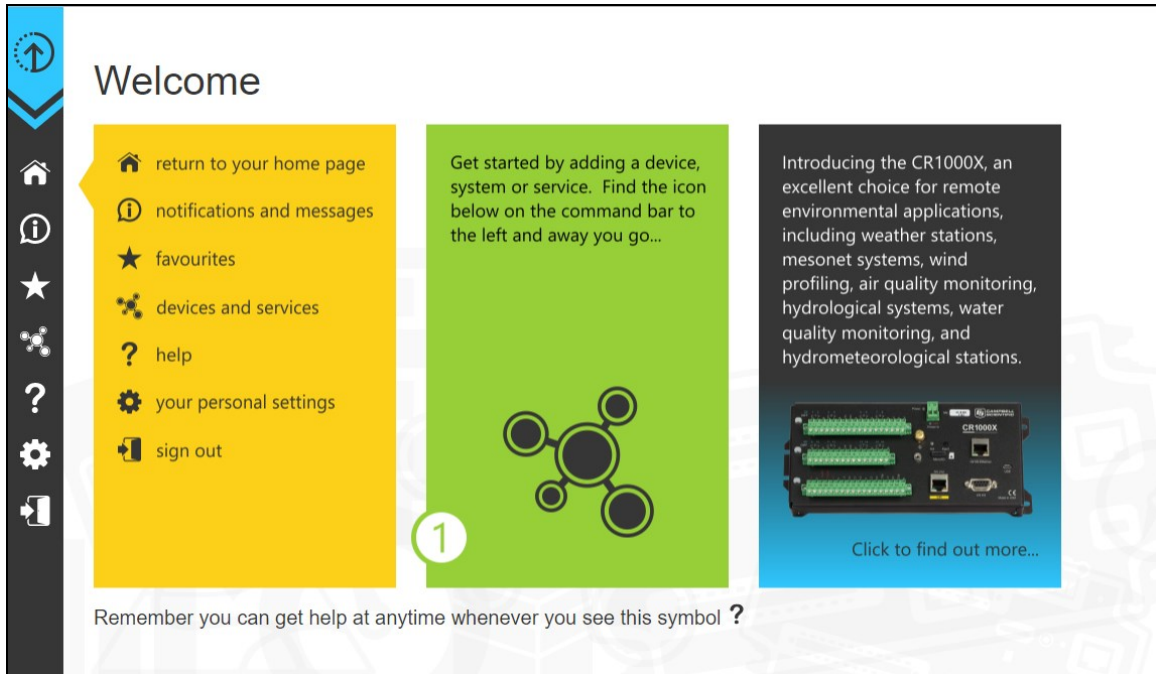 Welcome
return to your home page
notifications and messages
favourites
devices and services
help
your personal settings
sign out
Get started by adding a device,
system or service. Find the icon
below on the command bar to
the left and away you go...
1
Introducing the CR1000X, an
excellent choice for remote
environmental applications,
including weather stations,
mesonet systems, wind
profiling, air quality monitoring,
hydrological systems, water
quality monitoring, and
hydrometeorological stations.
CAMPBELL
SCIENTIFIC
CR1000X
Click to find out more...
Remember you can get help at anytime whenever you see this symbol ?